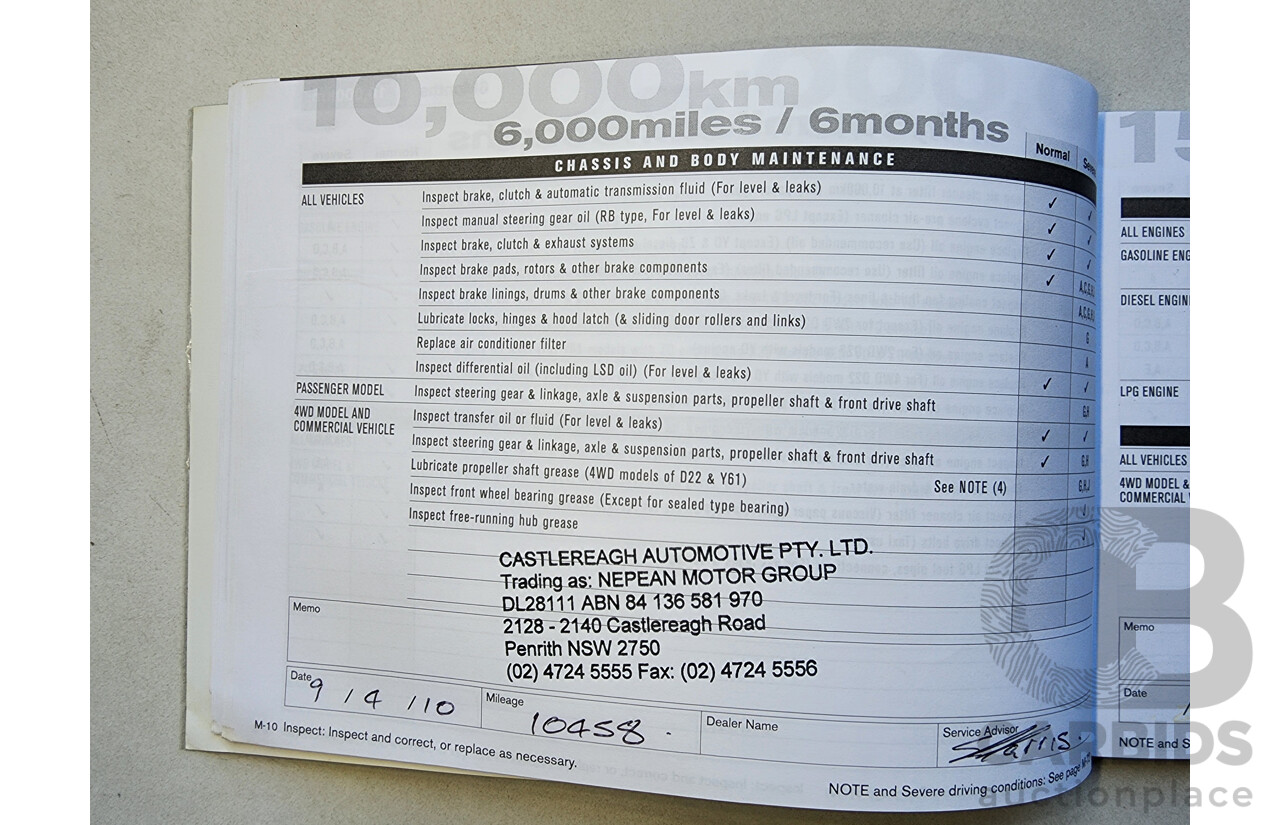 10,000km
6,000miles / 6months
CHASSIS AND BODY MAINTENANCE
Normal
ALL VEHICLES
Inspect brake, clutch & automatic transmission fluid (For level & leaks) ✓ ✓
Inspect manual steering gear oil (RB type, For level & leaks) ✓ ✓
Inspect brake, clutch & exhaust systems ✓ ✓
Inspect brake pads, rotors & other brake components ✓ A,C,G,H
Inspect brake linings, drums & other brake components A,C,G,H
Lubricate locks, hinges & hood latch (& sliding door rollers and links) G
Replace air conditioner filter A
Inspect differential oil (including LSD oil) (For level & leaks) ✓ ✓
PASSENGER MODEL
Inspect steering gear & linkage, axle & suspension parts, propeller shaft & front drive shaft G,H
4WD MODEL AND
COMMERCIAL VEHICLE
Inspect transfer oil or fluid (For level & leaks) ✓ ✓
Inspect steering gear & linkage, axle & suspension parts, propeller shaft & front drive shaft ✓ G,H
Lubricate propeller shaft grease (4WD models of D22 & Y61) See NOTE (4) G,H,J
Inspect front wheel bearing grease (Except for sealed type bearing) ✓
Inspect free-running hub grease ✓
CASTLEREAGH AUTOMOTIVE PTY. LTD.
Trading as: NEPEAN MOTOR GROUP
DL28111 ABN 84 136 581 970
2128 - 2140 Castlereagh Road
Penrith NSW 2750
(02) 4724 5555 Fax: (02) 4724 5556
Memo
Date 9 / 4 / 10
Mileage 10458
Dealer Name
Service Advisor
M-10 Inspect: Inspect and correct, or replace as necessary.
NOTE and Severe driving conditions: See page
15
ALL ENGINES
GASOLINE ENG
DIESEL ENGIN
LPG ENGINE
ALL VEHICLES
4WD MODEL &
COMMERCIAL
Memo
Date
NOTE and S
auctionplace